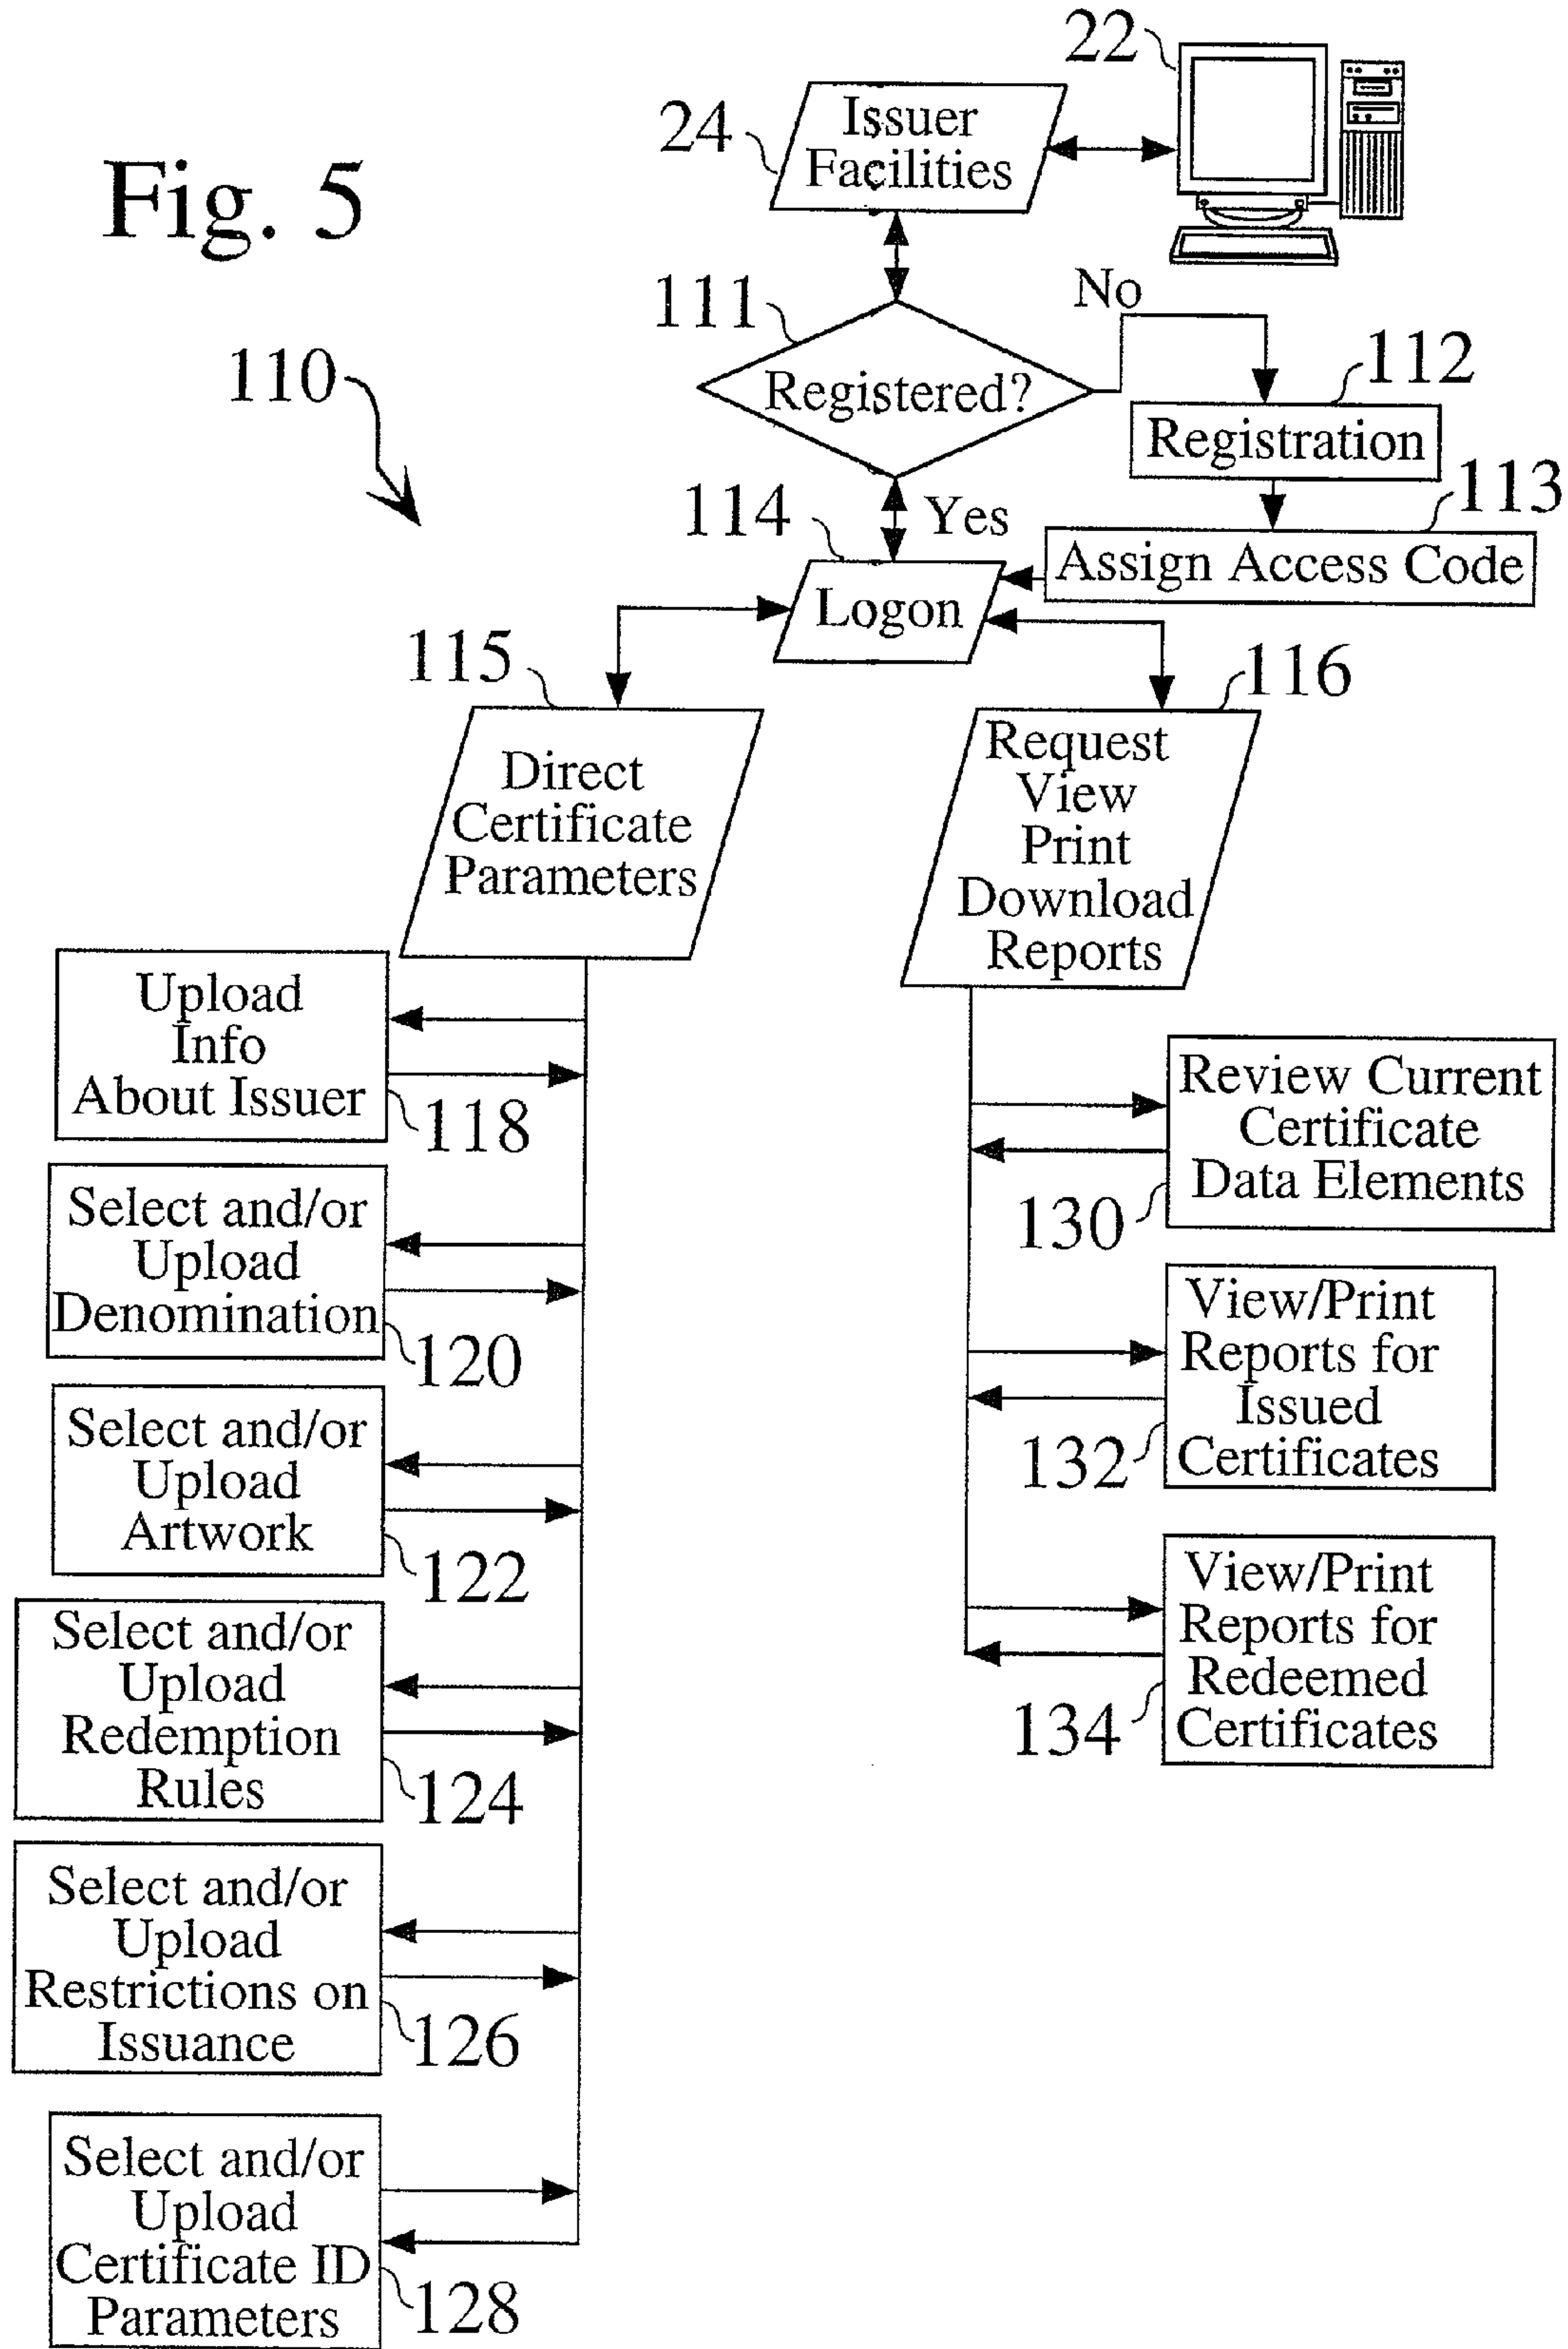 Fig. 5
22
24
Issuer
Facilities
110
111
Registered?
No
112
Registration
113
Assign Access Code
Yes
114
Logon
115
Direct
Certificate
Parameters
116
Request
View
Print
Download
Reports
Upload
Info
About Issuer
118
Select and/or
Upload
Denomination
120
Select and/or
Upload
Artwork
122
Select and/or
Upload
Redemption
Rules
124
Select and/or
Upload
Restrictions on
Issuance
126
Select and/or
Upload
Certificate ID
Parameters
128
Review Current
Certificate
Data Elements
130
View/Print
Reports for
Issued
Certificates
132
View/Print
Reports for
Redeemed
Certificates
134